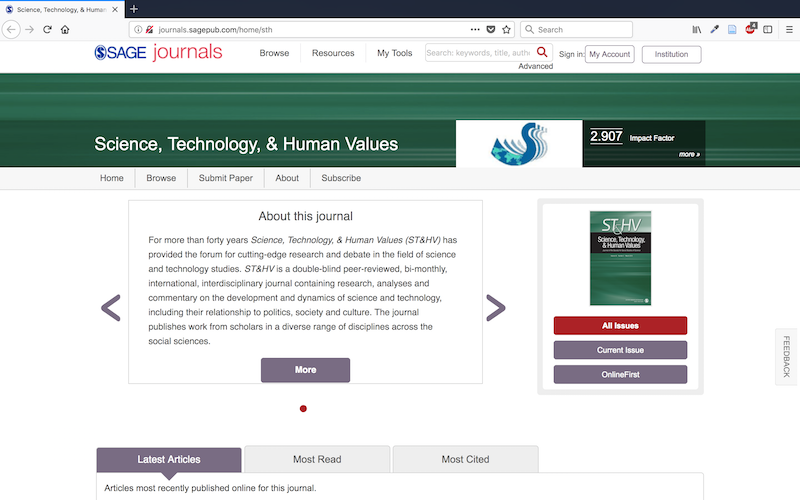 Science, Technology, & Human
journals.sagepub.com/home/sth
Search
4
SAGE journals
Browse
Resources
My Tools
Search: keywords, title, autho
Advanced
Sign in:
My Account
Institution
Science, Technology, & Human Values
2.907 Impact Factor
more »
Home
Browse
Submit Paper
About
Subscribe
About this journal
For more than forty years Science, Technology, & Human Values (ST&HV) has
provided the forum for cutting-edge research and debate in the field of science
and technology studies. ST&HV is a double-blind peer-reviewed, bi-monthly,
international, interdisciplinary journal containing research, analyses and
commentary on the development and dynamics of science and technology,
including their relationship to politics, society and culture. The journal
publishes work from scholars in a diverse range of disciplines across the
social sciences.
More
ST&HV
Science, Technology,
& Human Values
All Issues
Current Issue
OnlineFirst
FEEDBACK
Latest Articles
Most Read
Most Cited
Articles most recently published online for this journal.